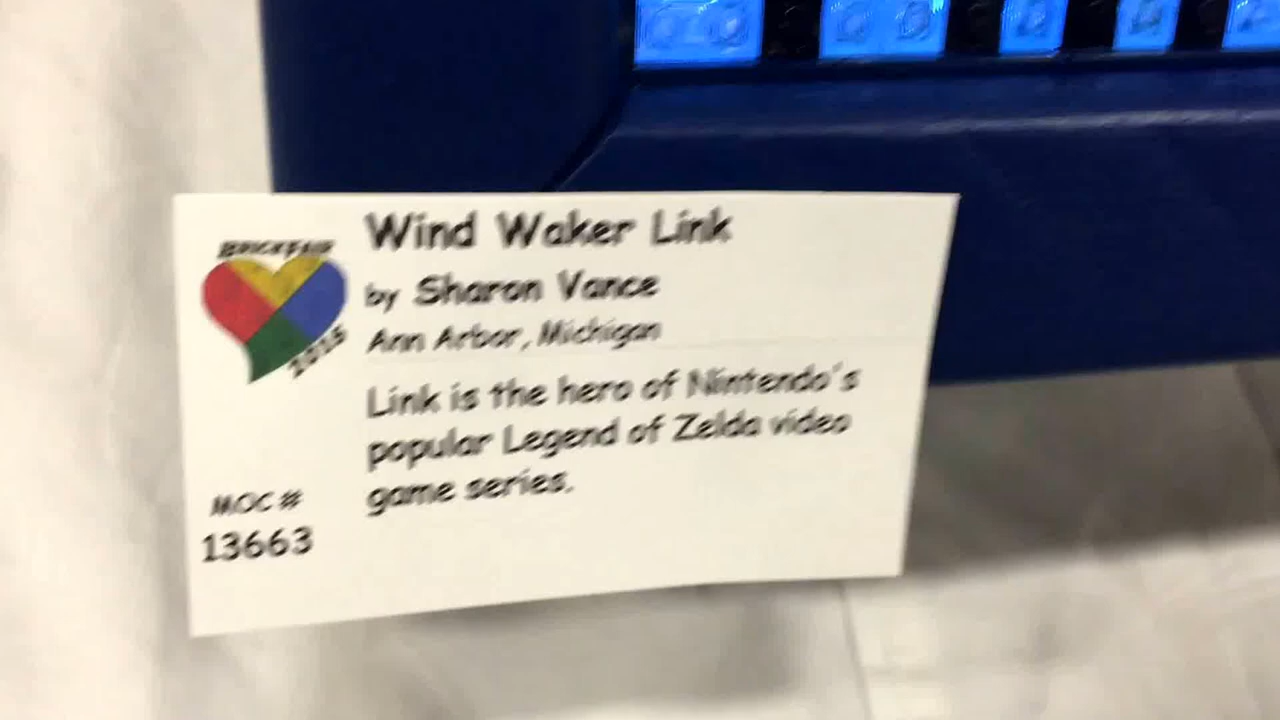 BRICKFAIR
Wind Waker Link
by Sharon Vance
Ann Arbor, Michigan
Link is the hero of Nintendo's
popular Legend of Zelda video
game series.
MOC #
13663